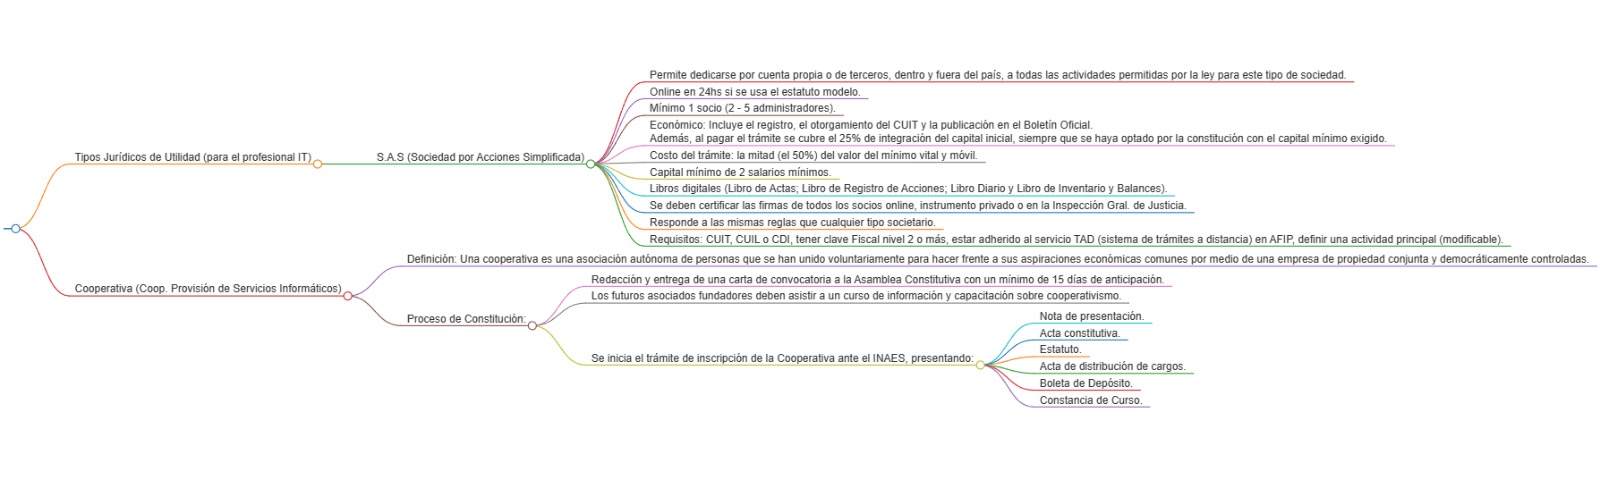 Permite dedicarse por cuenta propia o de terceros, dentro y fuera del país, a todas las actividades permitidas por la ley para este tipo de sociedad.
Online en 24hs si se usa el estatuto modelo.
Mínimo 1 socio (2 - 5 administradores).
Económico: Incluye el registro, el otorgamiento del CUIT y la publicación en el Boletín Oficial.
Además, al pagar el trámite se cubre el 25% de integración del capital inicial, siempre que se haya optado por la constitución con el capital mínimo exigido.
Tipos Jurídicos de Utilidad (para el profesional IT)
S.A.S (Sociedad por Acciones Simplificada)
Costo del trámite: la mitad (el 50%) del valor del mínimo vital y móvil.
Capital mínimo de 2 salarios mínimos.
Libros digitales (Libro de Actas; Libro de Registro de Acciones; Libro Diario y Libro de Inventario y Balances).
Se deben certificar las firmas de todos los socios online, instrumento privado o en la Inspección Gral. de Justicia.
Responde a las mismas reglas que cualquier tipo societario.
Requisitos: CUIT, CUIL o CDI, tener clave Fiscal nivel 2 o más, estar adherido al servicio TAD (sistema de trámites a distancia) en AFIP, definir una actividad principal (modificable).
Definición: Una cooperativa es una asociación autónoma de personas que se han unido voluntariamente para hacer frente a sus aspiraciones económicas comunes por medio de una empresa de propiedad conjunta y democráticamente controladas.
Cooperativa (Coop. Provisión de Servicios Informáticos)
Redacción y entrega de una carta de convocatoria a la Asamblea Constitutiva con un mínimo de 15 días de anticipación.
Los futuros asociados fundadores deben asistir a un curso de información y capacitación sobre cooperativismo.
Proceso de Constitución:
Se inicia el trámite de inscripción de la Cooperativa ante el INAES, presentando:
Nota de presentación.
Acta constitutiva.
Estatuto.
Acta de distribución de cargos.
Boleta de Depósito.
Constancia de Curso.